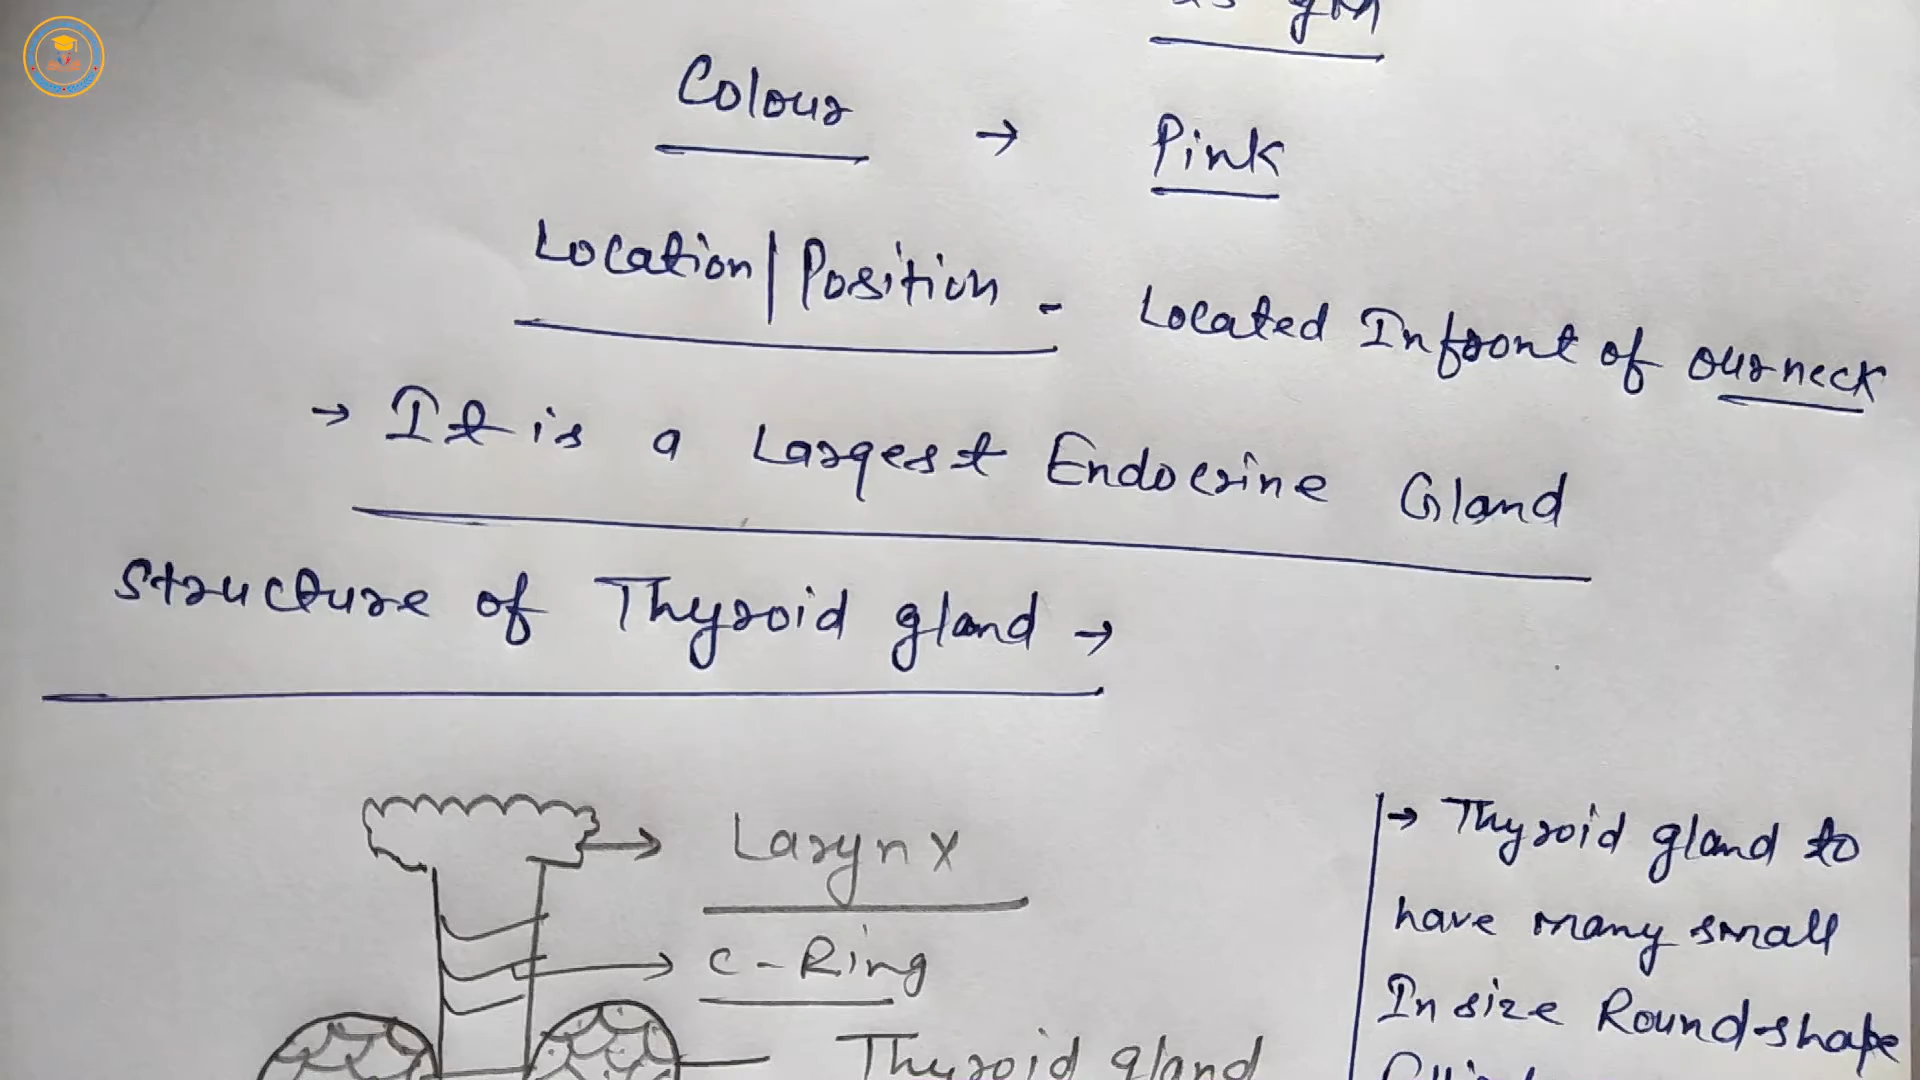 gm
Colour → Pink
Location/Position - Located Infront of our neck
→ It is a Largest Endocrine Gland
Structure of Thyroid gland →
Larynx
C-Ring
Thyroid gland
→ Thyroid gland to
have many small
In size Round-shape